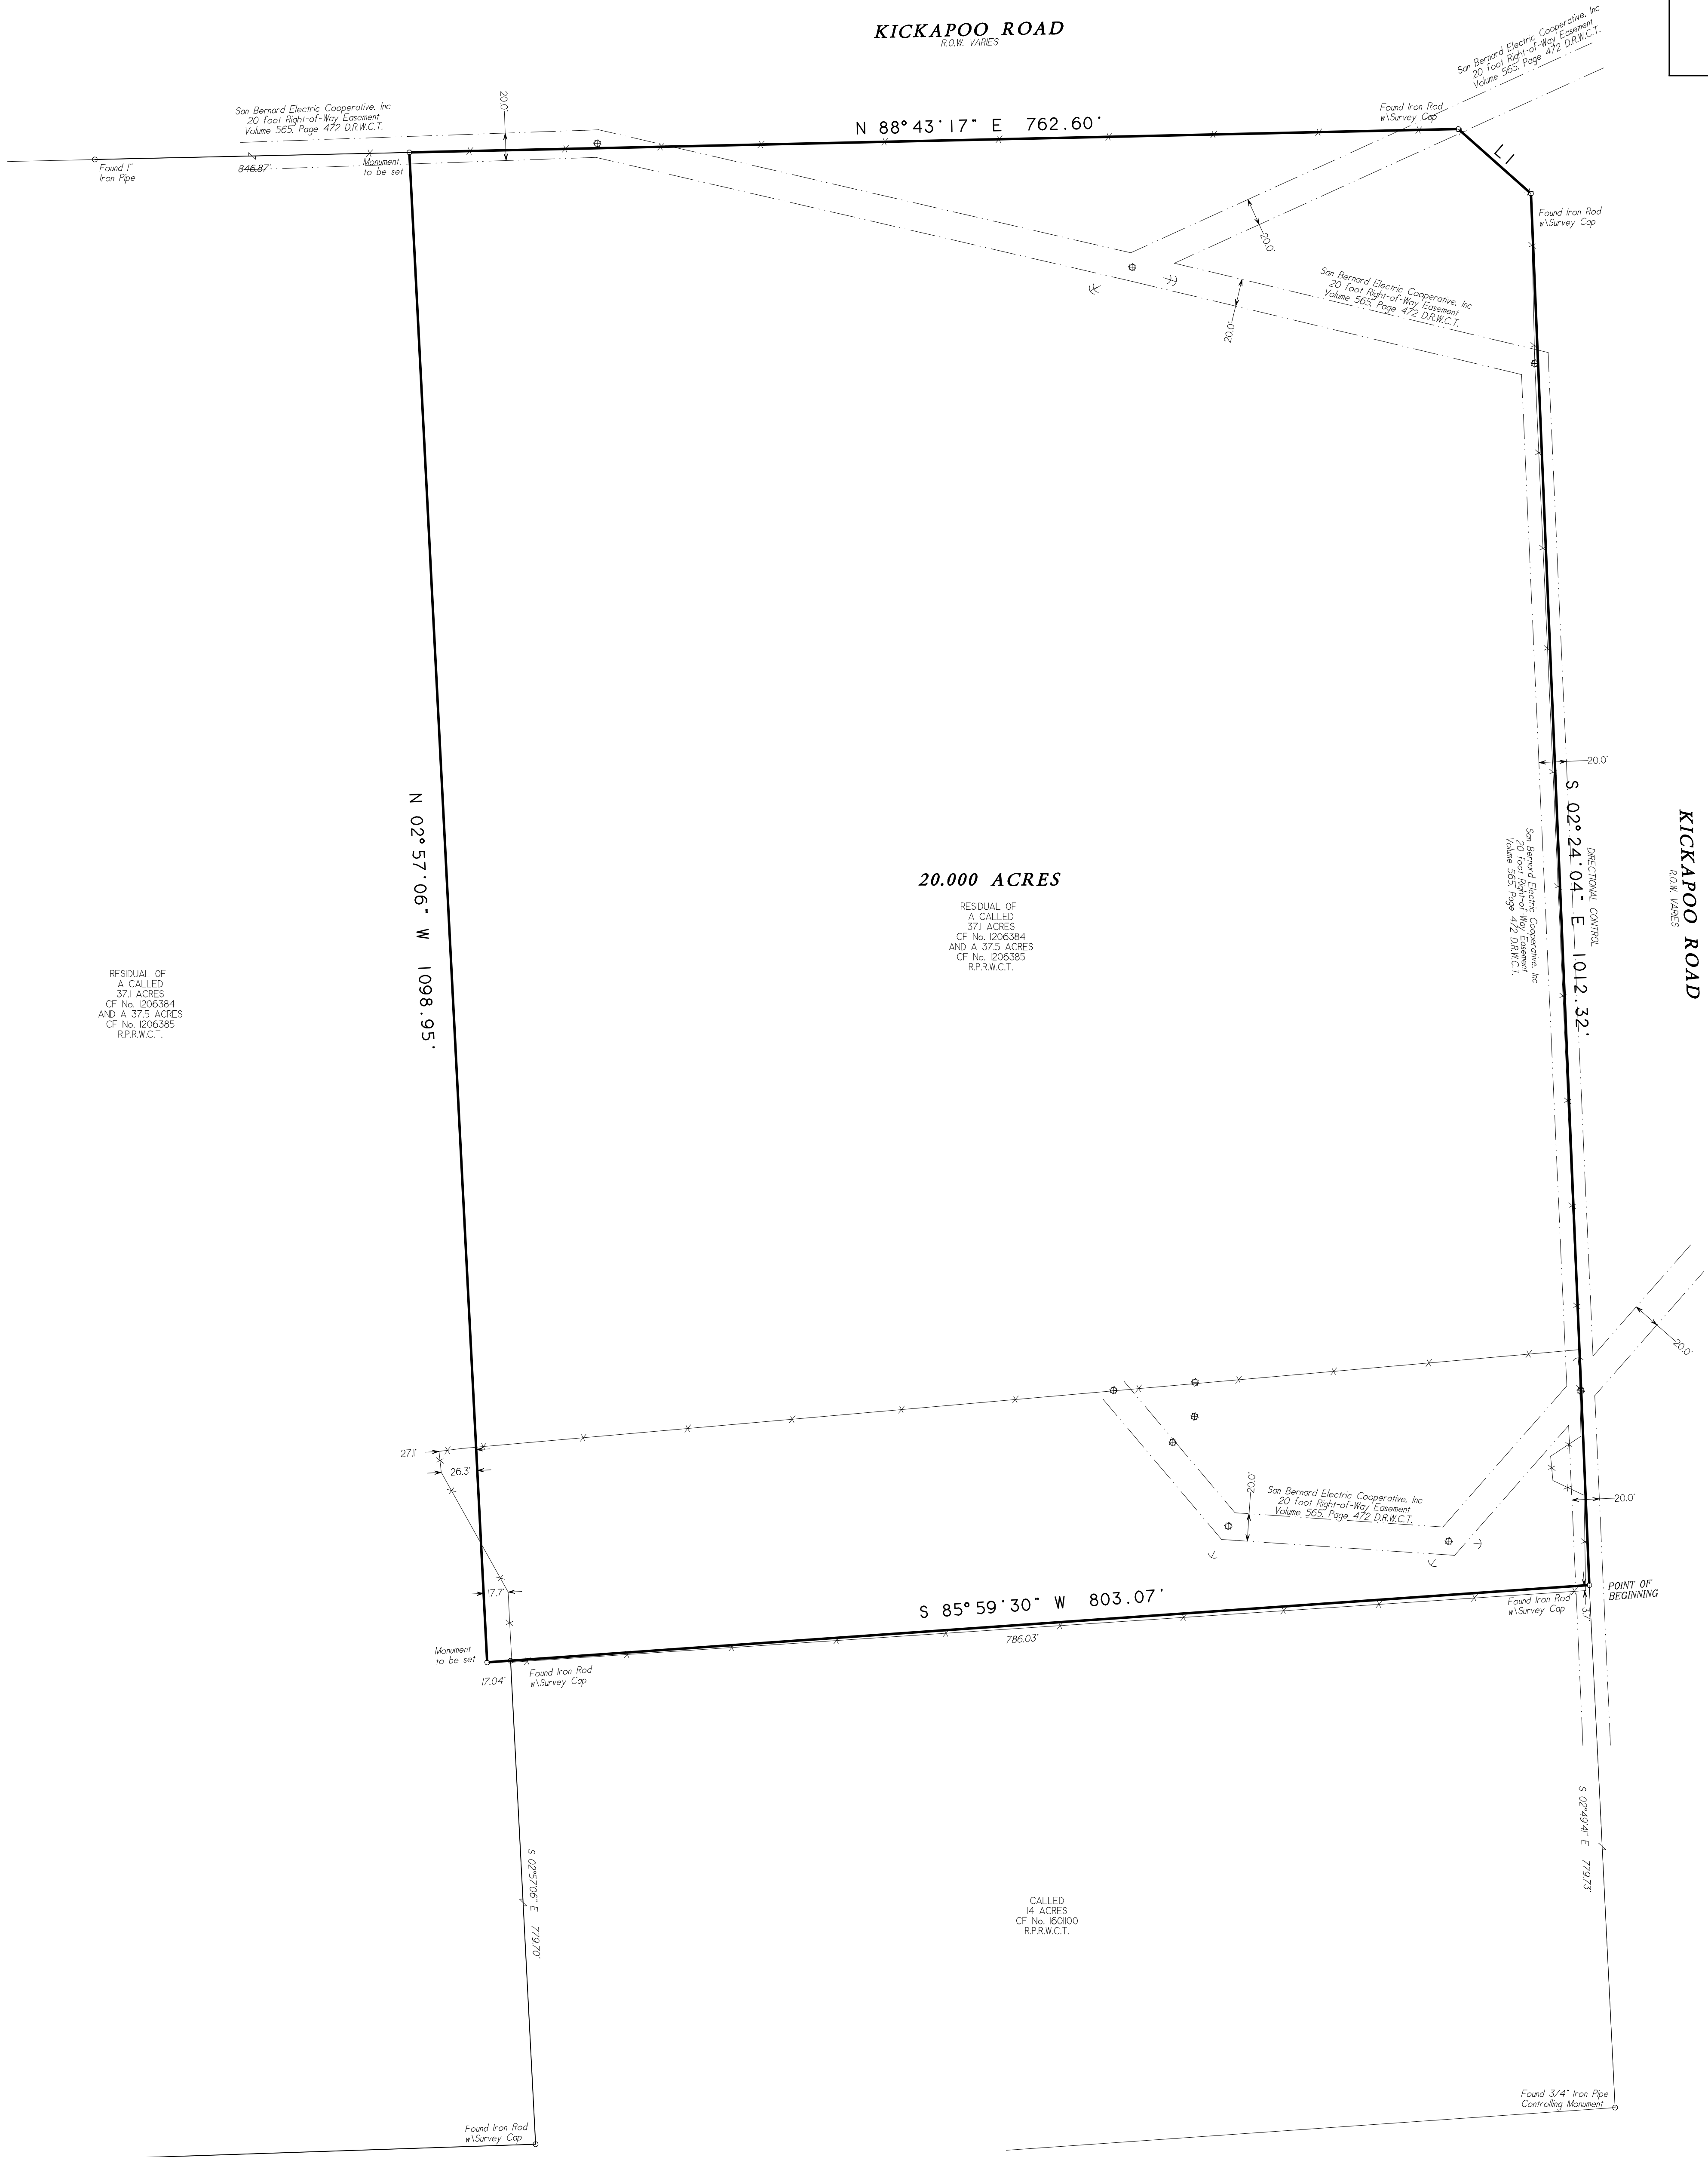 KICKAPOO ROAD
R.O.W. VARIES
San Bernard Electric Cooperative, Inc
20 foot Right-of-Way Easement
Volume 565, Page 472 D.R.W.C.T.
San Bernard Electric Cooperative, Inc
20 foot Right-of-Way Easement
Volume 565, Page 472 D.R.W.C.T.
20.0'
N 88°43'17" E 762.60'
Found Iron Rod
w\Survey Cap
L1
Found 1"
Iron Pipe
846.87'
Monument
to be set
Found Iron Rod
w\Survey Cap
20.0'
San Bernard Electric Cooperative, Inc
20 foot Right-of-Way Easement
Volume 565, Page 472 D.R.W.C.T.
20.0'
20.0'
N 02°57'06" W 1098.95'
S 02°24'04" E 1012.32'
DIRECTIONAL CONTROL
San Bernard Electric Cooperative, Inc
20 foot Right-of-Way Easement
Volume 565, Page 472 D.R.W.C.T.
KICKAPOO ROAD
R.O.W. VARIES
20.000 ACRES
RESIDUAL OF
A CALLED
37.1 ACRES
CF No. 1206384
AND A 37.5 ACRES
CF No. 1206385
R.P.R.W.C.T.
RESIDUAL OF
A CALLED
37.1 ACRES
CF No. 1206384
AND A 37.5 ACRES
CF No. 1206385
R.P.R.W.C.T.
20.0'
27.1'
26.3'
20.0'
San Bernard Electric Cooperative, Inc
20 foot Right-of-Way Easement
Volume 565, Page 472 D.R.W.C.T.
20.0'
17.7'
S 85°59'30" W 803.07'
POINT OF
BEGINNING
Found Iron Rod
w\Survey Cap
3.7'
786.03'
Monument
to be set
17.04'
Found Iron Rod
w\Survey Cap
S 02°49'41" E 779.73'
S 02°57'06" E 779.70'
CALLED
14 ACRES
CF No. 1601100
R.P.R.W.C.T.
Found 3/4" Iron Pipe
Controlling Monument
Found Iron Rod
w\Survey Cap